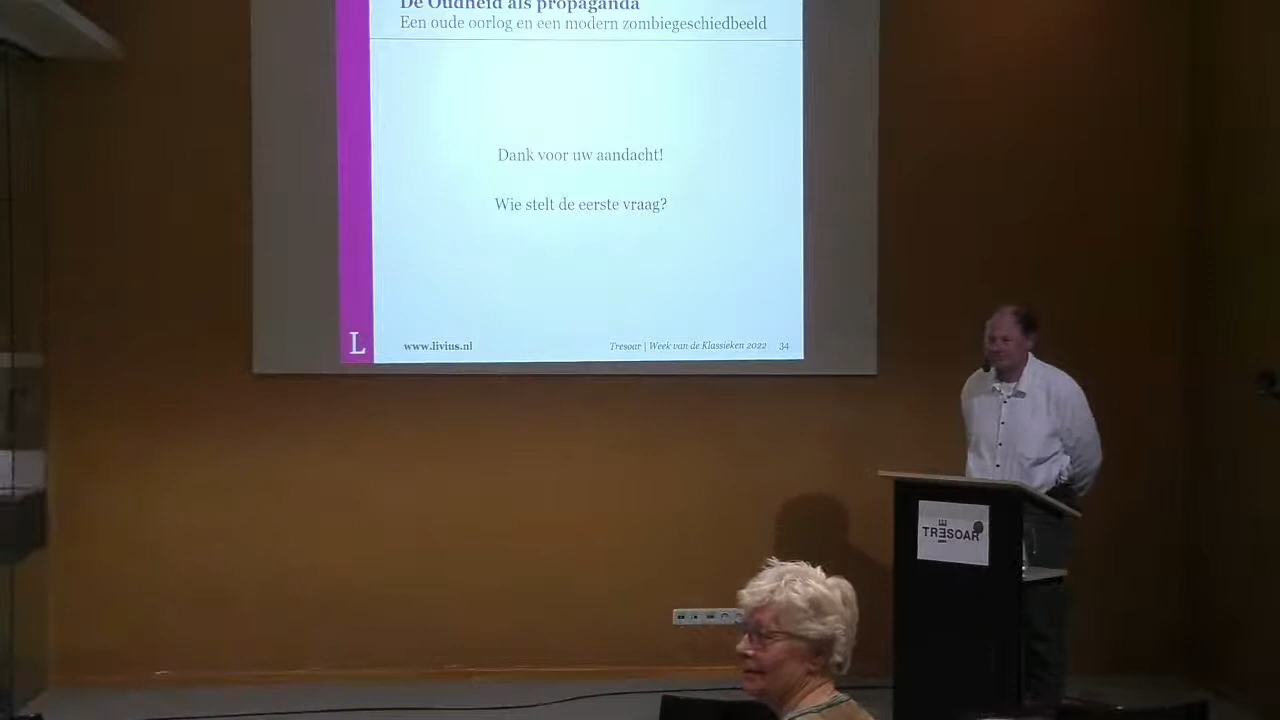 De Oudheid als propaganda
Een oude oorlog en een modern zombiegeschiedbeeld
Dank voor uw aandacht!
Wie stelt de eerste vraag?
L
www.livius.nl
Tresoar | Week van de Klassieken 2022 34
TRESOAR